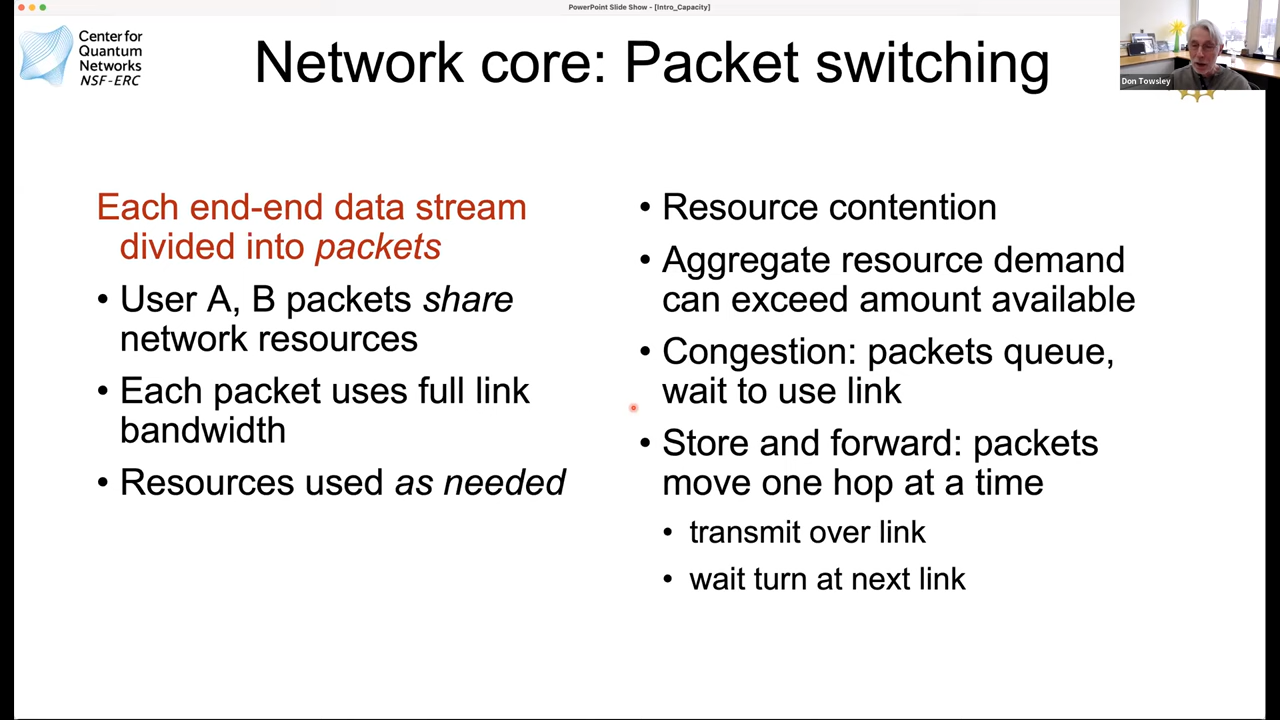 PowerPoint Slide Show - [Intro_Capacity]
Center for
Quantum
Networks
NSF-ERC
Network core: Packet switching
Don Towsley
Each end-end data stream
divided into packets
• User A, B packets share
network resources
• Each packet uses full link
bandwidth
• Resources used as needed
• Resource contention
• Aggregate resource demand
can exceed amount available
• Congestion: packets queue,
wait to use link
• Store and forward: packets
move one hop at a time
• transmit over link
• wait turn at next link